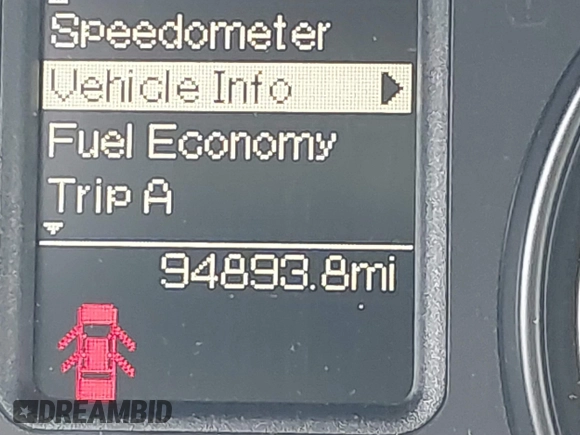 Speedometer
Vehicle Info
Fuel Economy
Trip A
94893.8mi
DREAMBID